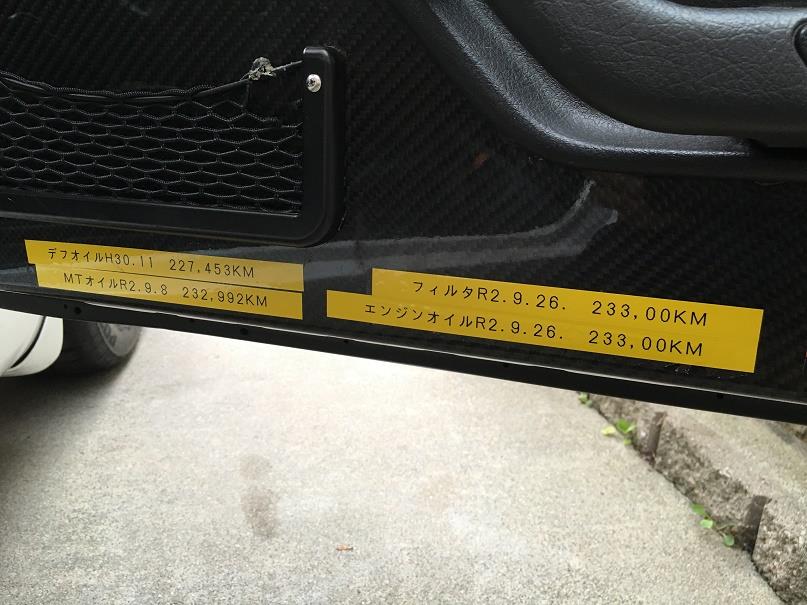 デフオイルH30.11 227,453KM
MTオイルR2.9.8 232,992KM
フィルタR2.9.26. 233,00KM
エンジンオイルR2.9.26. 233,00KM